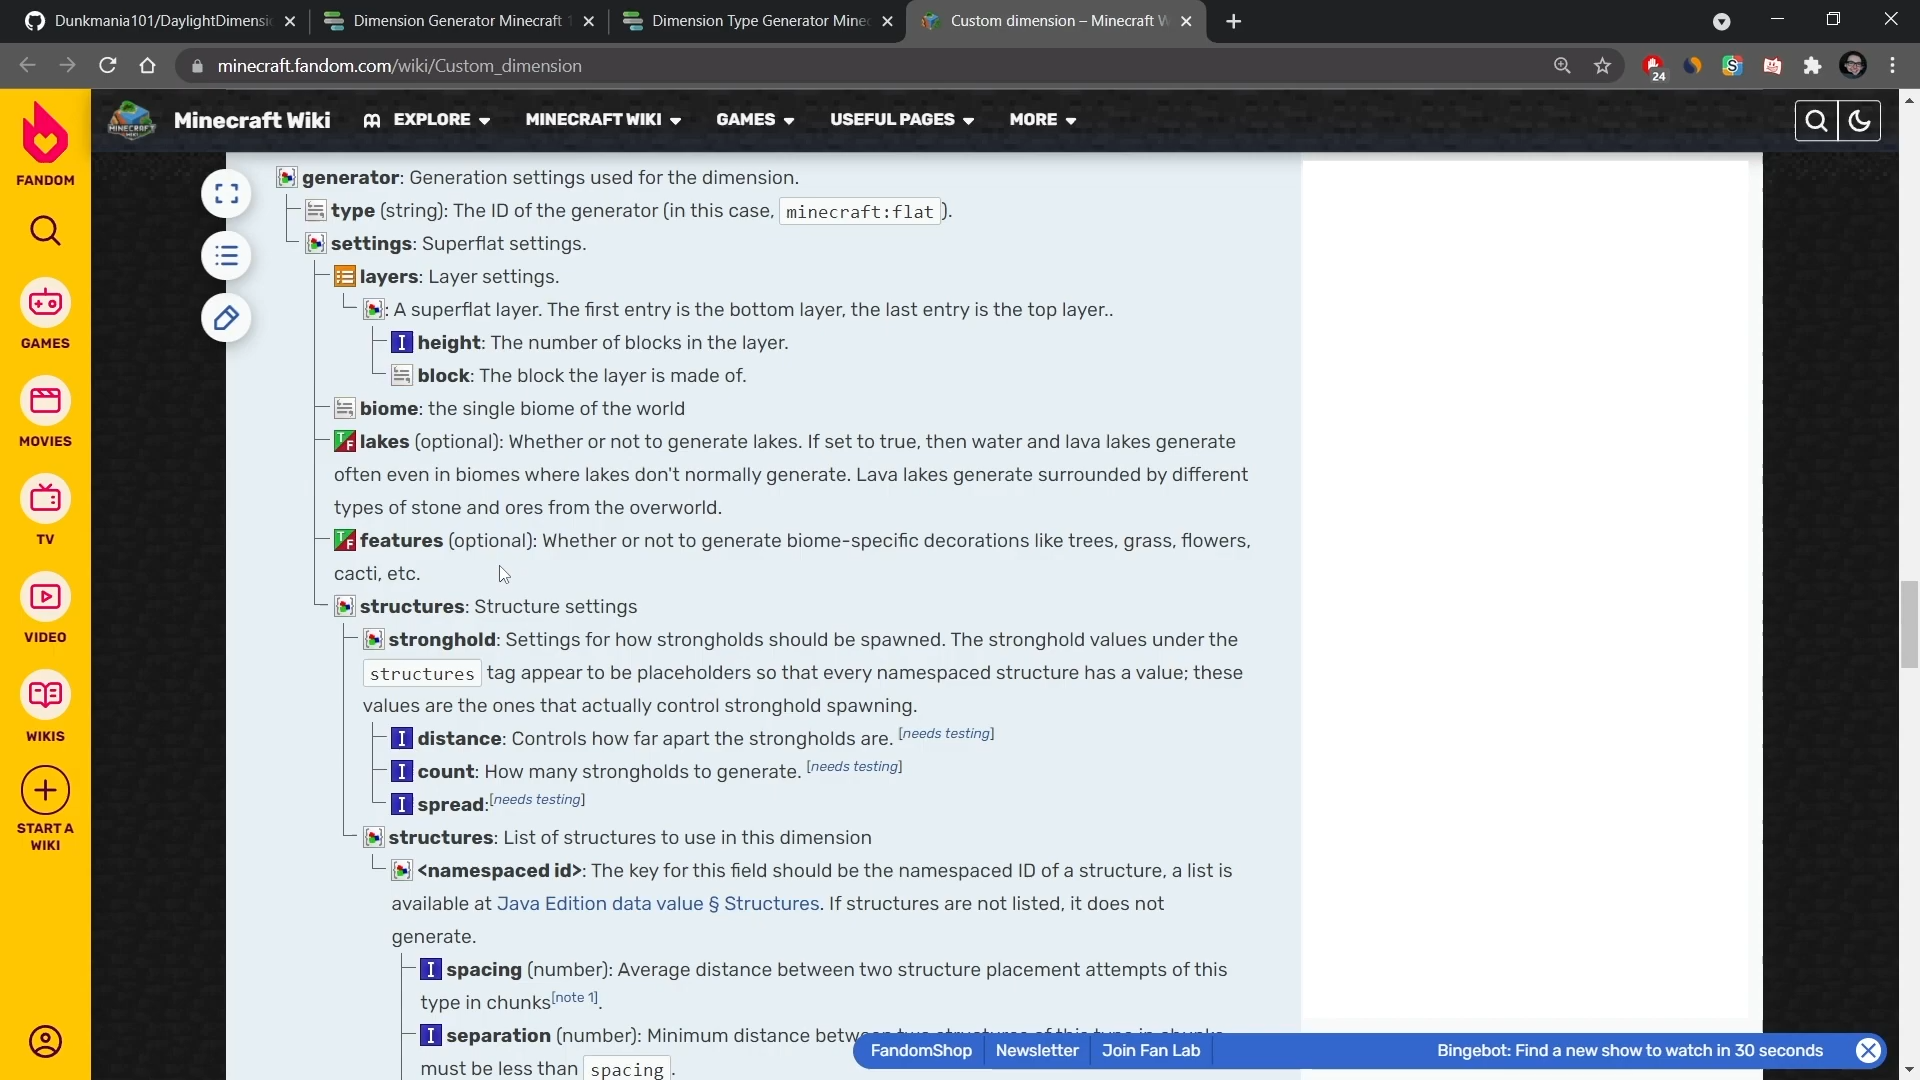 Dunkmania101/DaylightDimensi
Dimension Generator Minecraft 1
Dimension Type Generator Mine
Custom dimension – Minecraft W
minecraft.fandom.com/wiki/Custom_dimension
24
FANDOM
GAMES
MOVIES
TV
VIDEO
WIKIS
START A
WIKI
MINECRAFT
Minecraft Wiki
EXPLORE
MINECRAFT WIKI
GAMES
USEFUL PAGES
MORE
generator: Generation settings used for the dimension.
type (string): The ID of the generator (in this case, minecraft:flat ).
settings: Superflat settings.
layers: Layer settings.
: A superflat layer. The first entry is the bottom layer, the last entry is the top layer..
height: The number of blocks in the layer.
block: The block the layer is made of.
biome: the single biome of the world
lakes (optional): Whether or not to generate lakes. If set to true, then water and lava lakes generate
often even in biomes where lakes don't normally generate. Lava lakes generate surrounded by different
types of stone and ores from the overworld.
features (optional): Whether or not to generate biome-specific decorations like trees, grass, flowers,
cacti, etc.
structures: Structure settings
stronghold: Settings for how strongholds should be spawned. The stronghold values under the
structures tag appear to be placeholders so that every namespaced structure has a value; these
values are the ones that actually control stronghold spawning.
distance: Controls how far apart the strongholds are. [needs testing]
count: How many strongholds to generate. [needs testing]
spread:[needs testing]
structures: List of structures to use in this dimension
<namespaced id>: The key for this field should be the namespaced ID of a structure, a list is
available at Java Edition data value § Structures. If structures are not listed, it does not
generate.
spacing (number): Average distance between two structure placement attempts of this
type in chunks[note 1].
separation (number): Minimum distance between two structures of this type in chunks
must be less than spacing .
FandomShop
Newsletter
Join Fan Lab
Bingebot: Find a new show to watch in 30 seconds